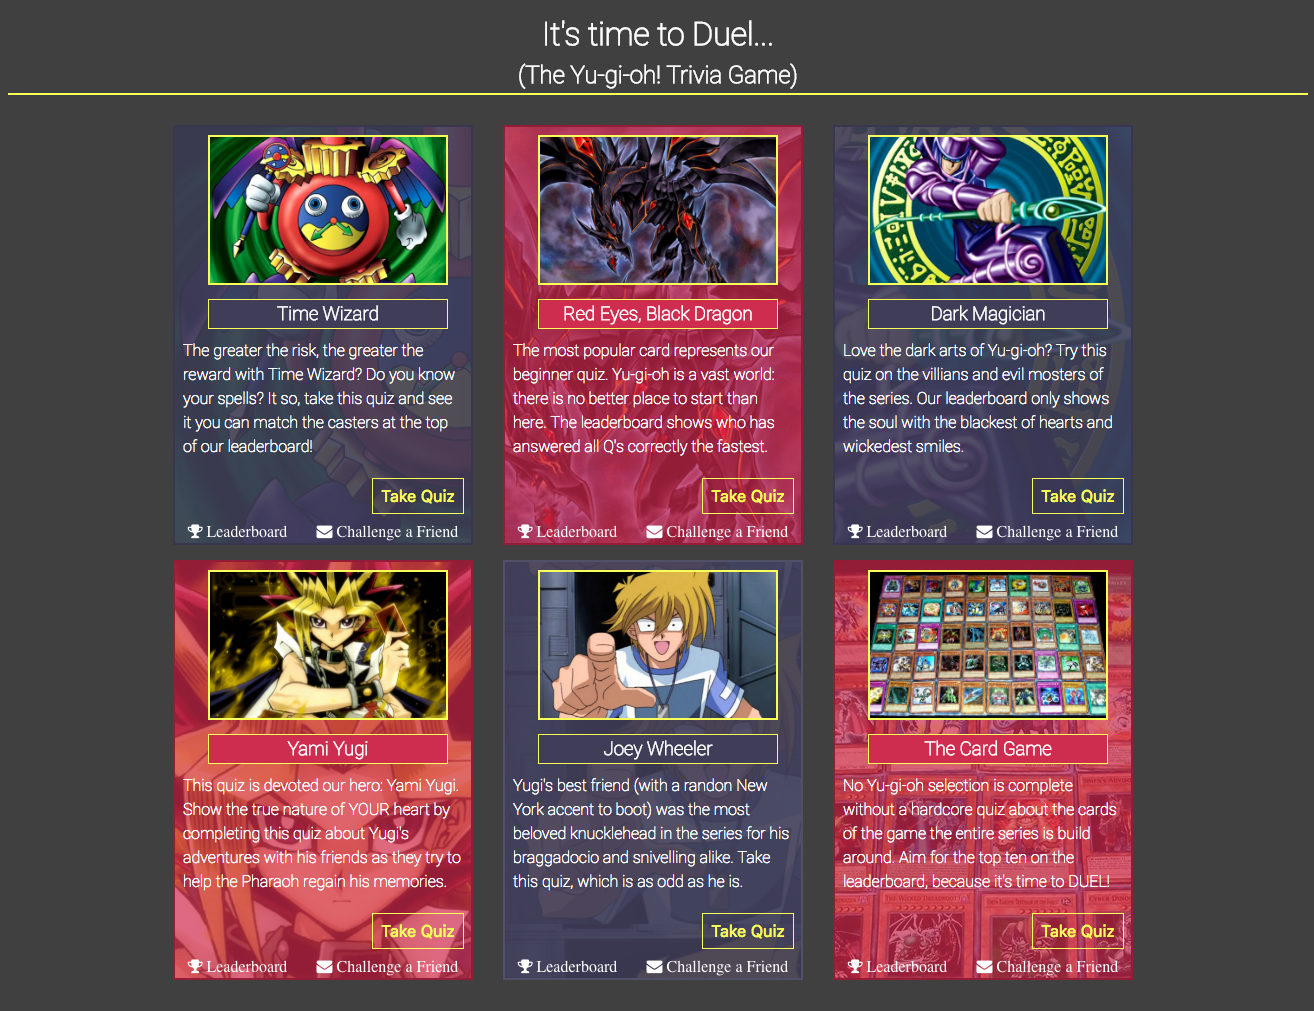 It's time to Duel...
(The Yu-gi-oh! Trivia Game)
Time Wizard
The greater the risk, the greater the
reward with Time Wizard? Do you know
your spells? It so, take this quiz and see
it you can match the casters at the top
of our leaderboard!
Take Quiz
Leaderboard
Challenge a Friend
Red Eyes, Black Dragon
The most popular card represents our
beginner quiz. Yu-gi-oh is a vast world:
there is no better place to start than
here. The leaderboard shows who has
answered all Q's correctly the fastest.
Take Quiz
Leaderboard
Challenge a Friend
Dark Magician
Love the dark arts of Yu-gi-oh? Try this
quiz on the villians and evil mosters of
the series. Our leaderboard only shows
the soul with the blackest of hearts and
wickedest smiles.
Take Quiz
Leaderboard
Challenge a Friend
Yami Yugi
This quiz is devoted our hero: Yami Yugi.
Show the true nature of YOUR heart by
completing this quiz about Yugi's
adventures with his friends as they try to
help the Pharaoh regain his memories.
Take Quiz
Leaderboard
Challenge a Friend
Joey Wheeler
Yugi's best friend (with a randon New
York accent to boot) was the most
beloved knucklehead in the series for his
braggadocio and snivelling alike. Take
this quiz, which is as odd as he is.
Take Quiz
Leaderboard
Challenge a Friend
The Card Game
No Yu-gi-oh selection is complete
without a hardcore quiz about the cards
of the game the entire series is build
around. Aim for the top ten on the
leaderboard, because it's time to DUEL!
Take Quiz
Leaderboard
Challenge a Friend